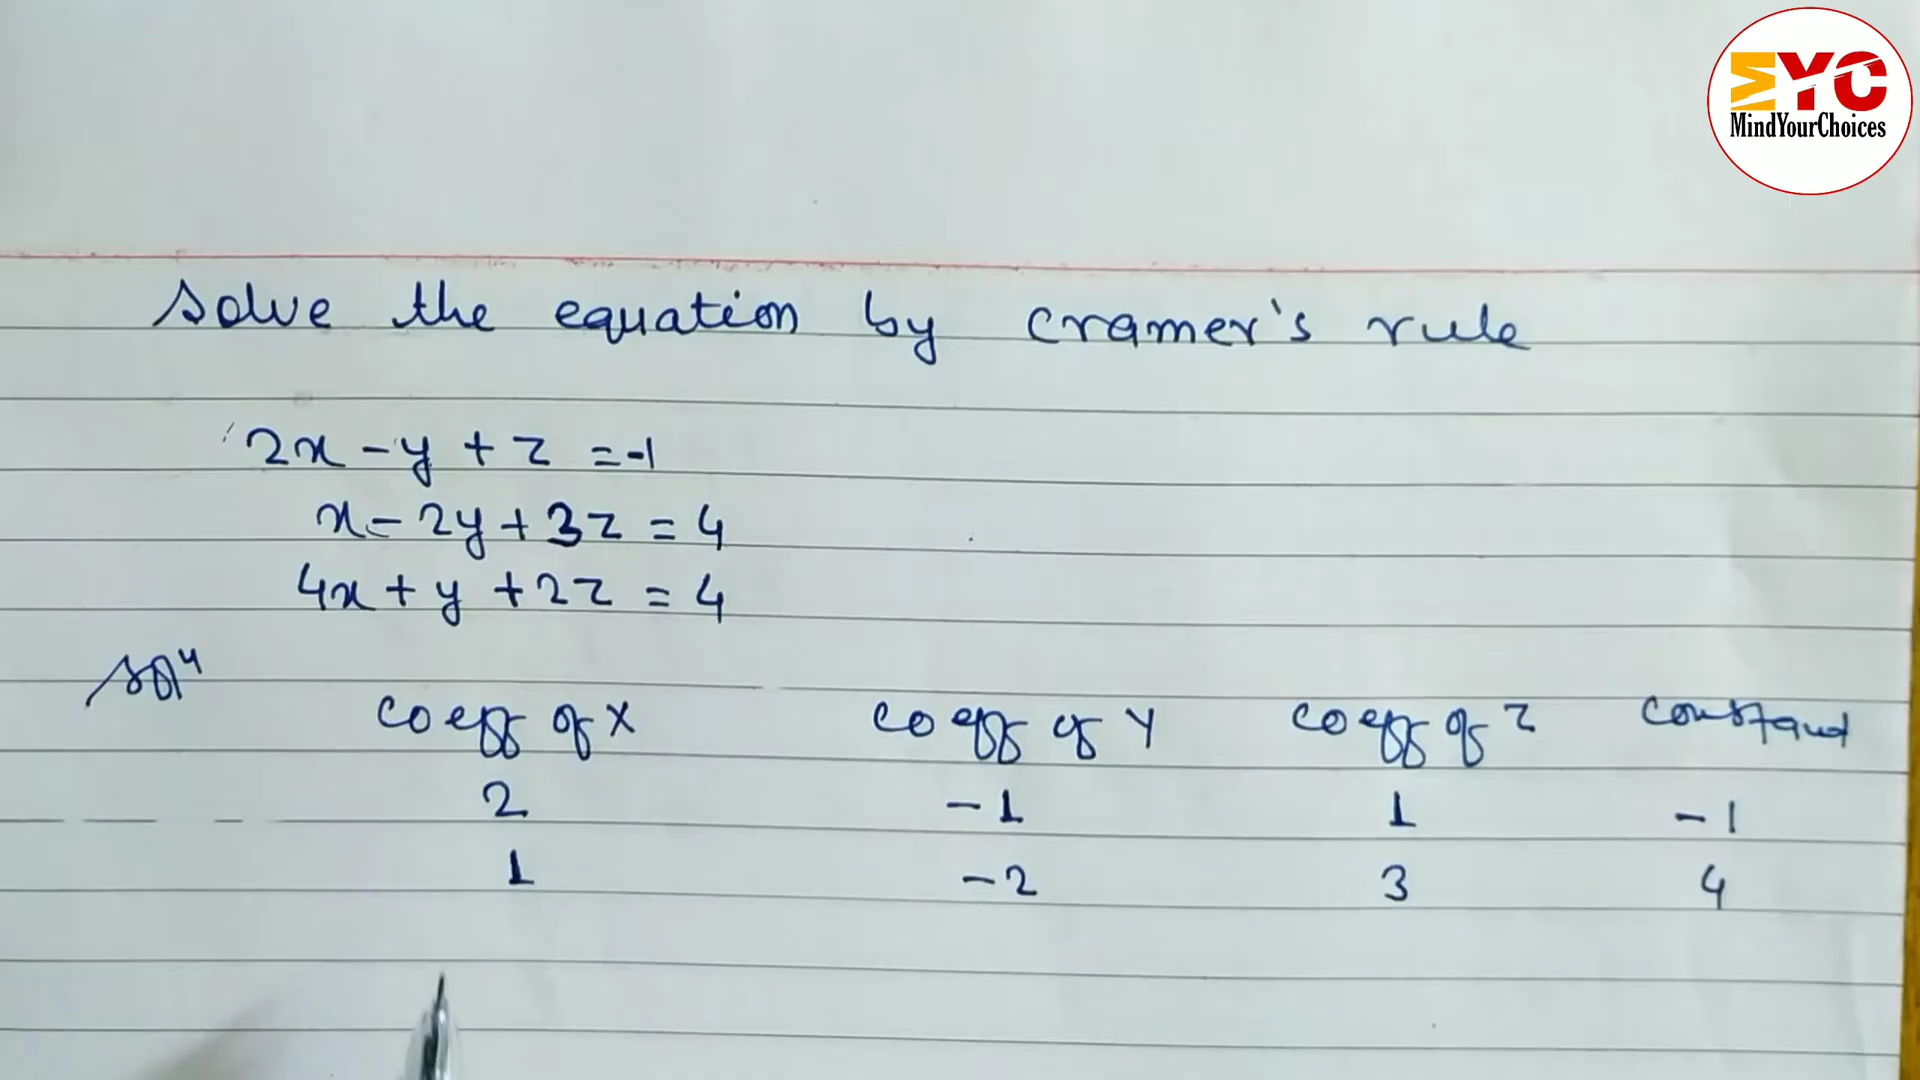 MYC
MindYourChoices
solve the equation by cramer's rule
2x - y + z = -1
x - 2y + 3z = 4
4x + y + 2z = 4
Solⁿ
coeff of X coeff of Y coeff of Z constant
2 -1 1 -1
1 -2 3 4